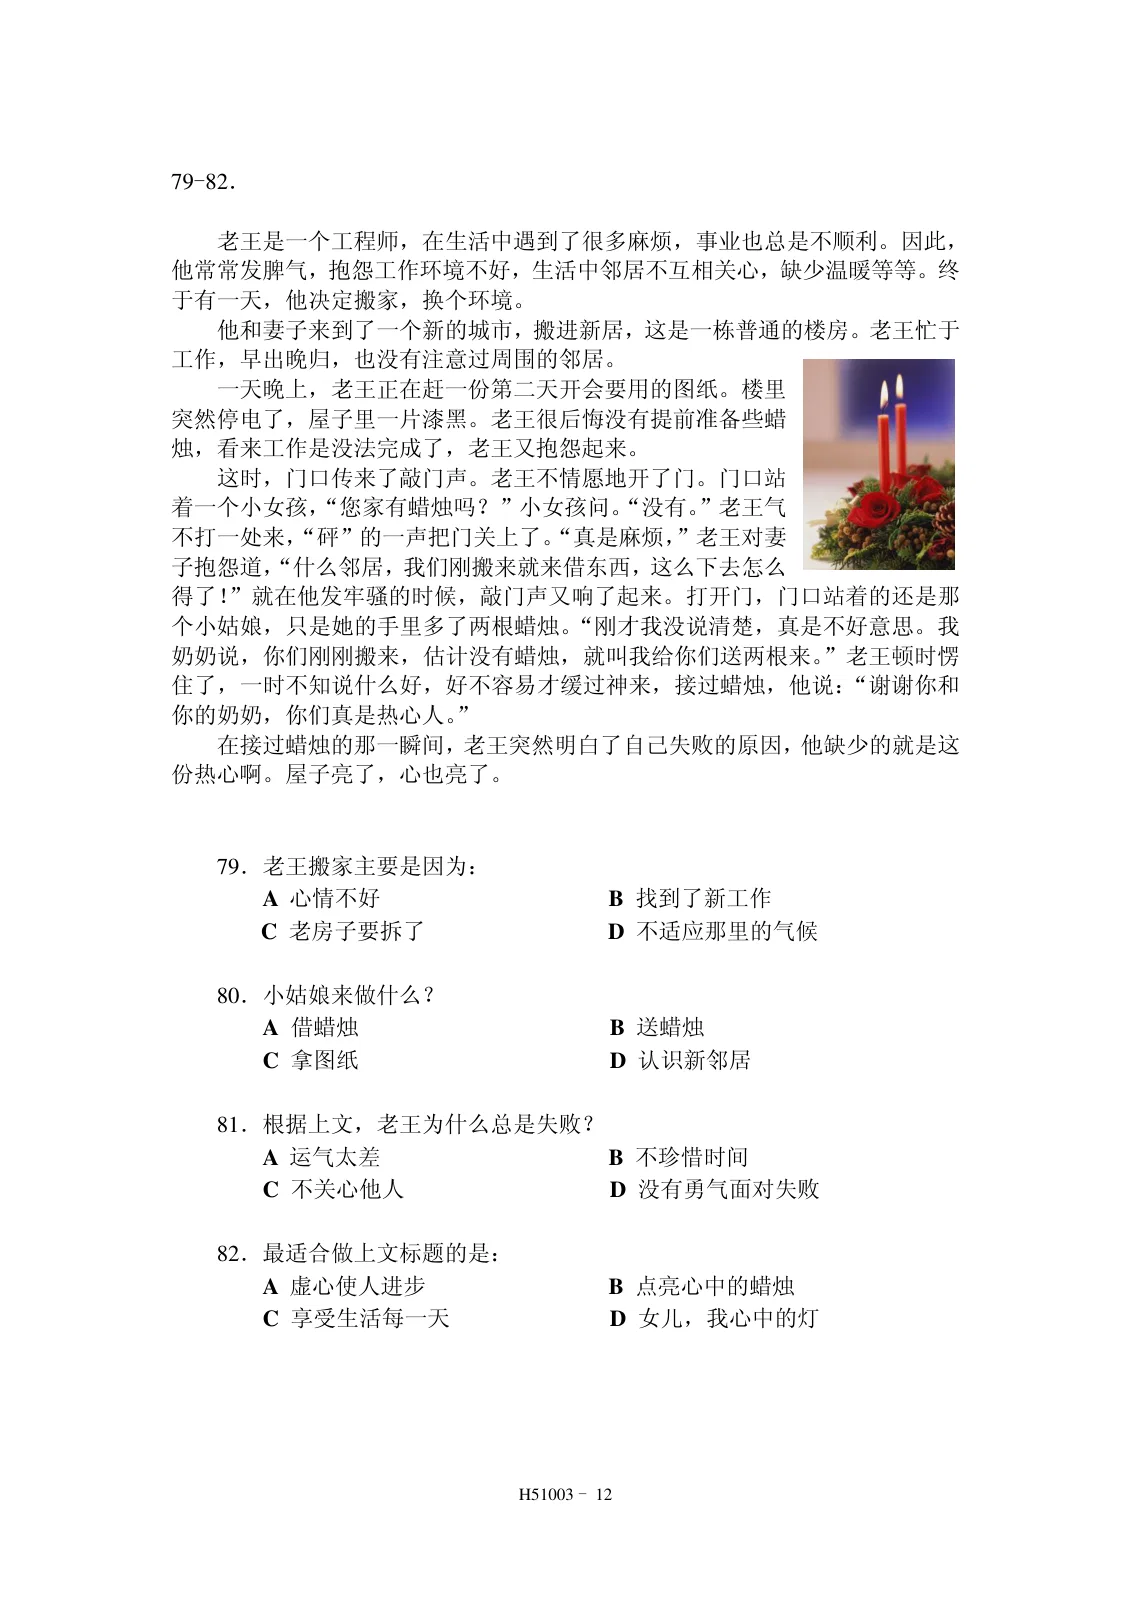 79-82．
老王是一个工程师，在生活中遇到了很多麻烦，事业也总是不顺利。因此，
他常常发脾气，抱怨工作环境不好，生活中邻居不互相关心，缺少温暖等等。终
于有一天，他决定搬家，换个环境。
他和妻子来到了一个新的城市，搬进新居，这是一栋普通的楼房。老王忙于
工作，早出晚归，也没有注意过周围的邻居。
一天晚上，老王正在赶一份第二天开会要用的图纸。楼里
突然停电了，屋子里一片漆黑。老王很后悔没有提前准备些蜡
烛，看来工作是没法完成了，老王又抱怨起来。
这时，门口传来了敲门声。老王不情愿地开了门。门口站
着一个小女孩，“您家有蜡烛吗？”小女孩问。“没有。”老王气
不打一处来，“砰”的一声把门关上了。“真是麻烦，”老王对妻
子抱怨道，“什么邻居，我们刚搬来就来借东西，这么下去怎么
得了！”就在他发牢骚的时候，敲门声又响了起来。打开门，门口站着的还是那
个小姑娘，只是她的手里多了两根蜡烛。“刚才我没说清楚，真是不好意思。我
奶奶说，你们刚刚搬来，估计没有蜡烛，就叫我给你们送两根来。”老王顿时愣
住了，一时不知说什么好，好不容易才缓过神来，接过蜡烛，他说：“谢谢你和
你的奶奶，你们真是热心人。”
在接过蜡烛的那一瞬间，老王突然明白了自己失败的原因，他缺少的就是这
份热心啊。屋子亮了，心也亮了。
79．老王搬家主要是因为：
A 心情不好 B 找到了新工作
C 老房子要拆了 D 不适应那里的气候
80．小姑娘来做什么？
A 借蜡烛 B 送蜡烛
C 拿图纸 D 认识新邻居
81．根据上文，老王为什么总是失败？
A 运气太差 B 不珍惜时间
C 不关心他人 D 没有勇气面对失败
82．最适合做上文标题的是：
A 虚心使人进步 B 点亮心中的蜡烛
C 享受生活每一天 D 女儿，我心中的灯
H51003－ 12